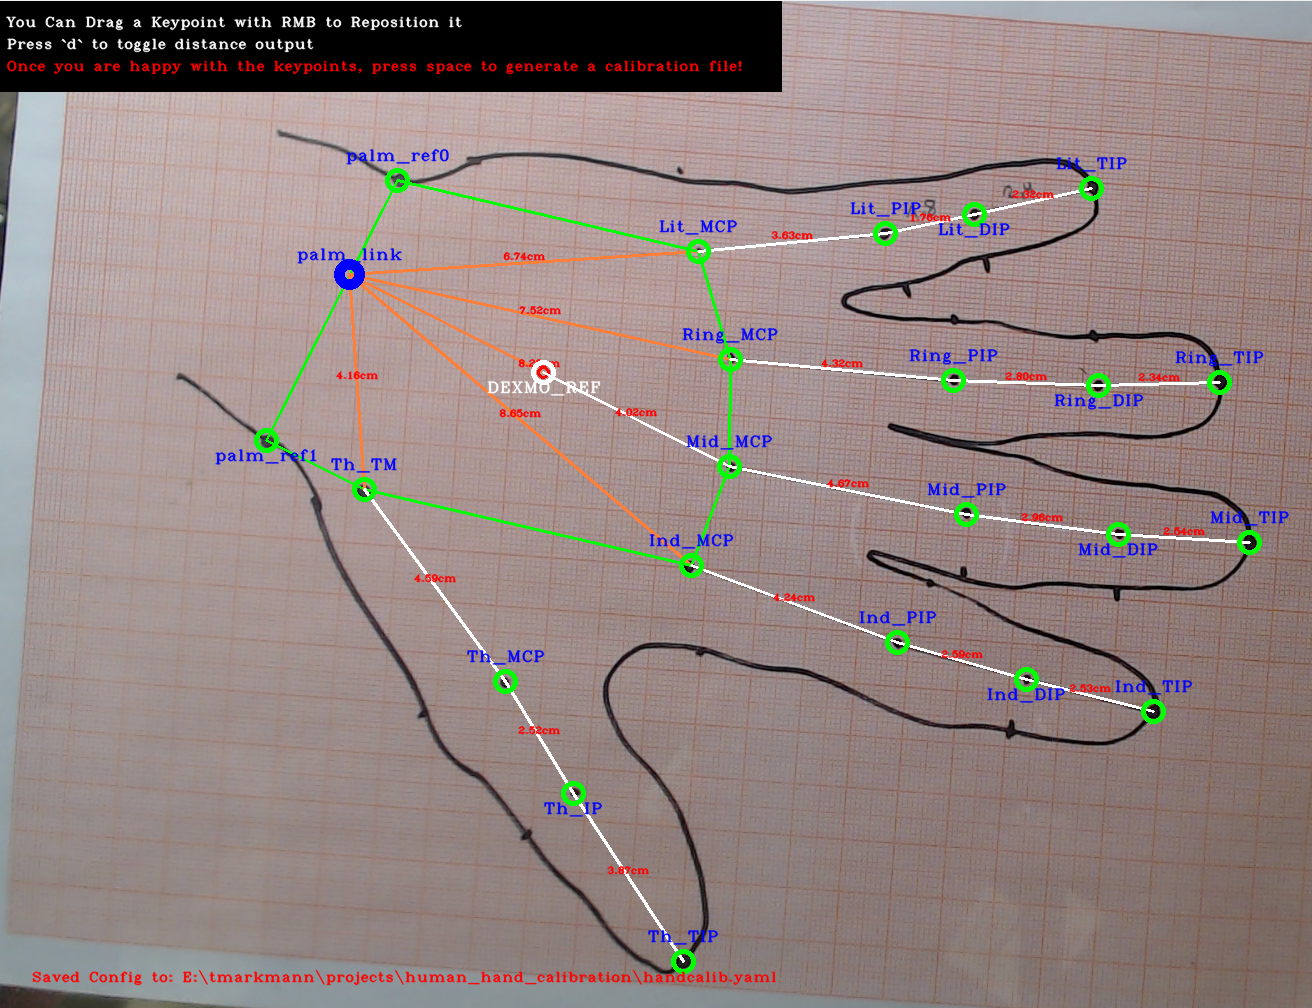 You Can Drag a Keypoint with RMB to Reposition it
Press `d` to toggle distance output
Once you are happy with the keypoints, press space to generate a calibration file!
palm_ref0
Lit_TIP
2.32cm
Lit_PIP
1.76cm
Lit_MCP
Lit_DIP
3.63cm
palm_link
6.74cm
7.52cm
Ring_MCP
Ring_PIP
Ring_TIP
4.32cm
2.80cm
2.34cm
4.16cm
DEXMO_REF
Ring_DIP
8.65cm
4.02cm
Mid_MCP
palm_ref1
Th_TM
4.67cm
Mid_PIP
2.96cm
Mid_TIP
2.54cm
Ind_MCP
Mid_DIP
4.59cm
4.24cm
Ind_PIP
2.59cm
Th_MCP
Ind_DIP
2.53cm
Ind_TIP
2.52cm
Th_IP
3.87cm
Th_TIP
Saved Config to: E:\tmarkmann\projects\human_hand_calibration\handcalib.yaml